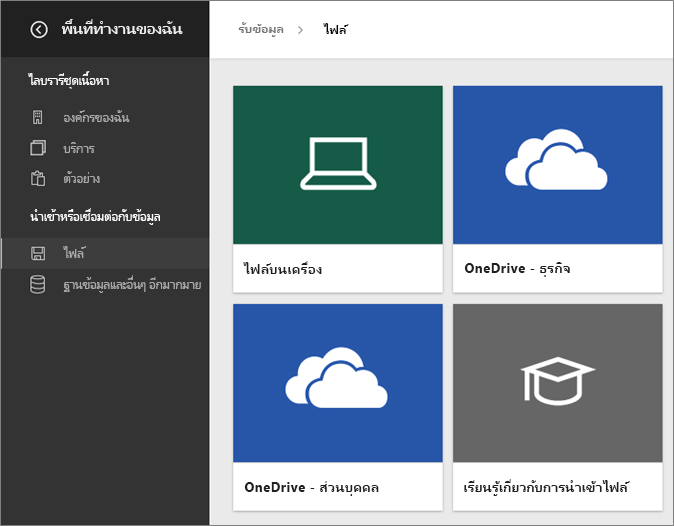 พื้นที่ทำงานของฉัน
ไลบรารีชุดเนื้อหา
องค์กรของฉัน
บริการ
ตัวอย่าง
นำเข้าหรือเชื่อมต่อกับข้อมูล
ไฟล์
ฐานข้อมูลและอื่นๆ อีกมากมาย
รับข้อมูล > ไฟล์
ไฟล์บนเครื่อง
OneDrive - ธุรกิจ
OneDrive - ส่วนบุคคล
เรียนรู้เกี่ยวกับการนำเข้าไฟล์